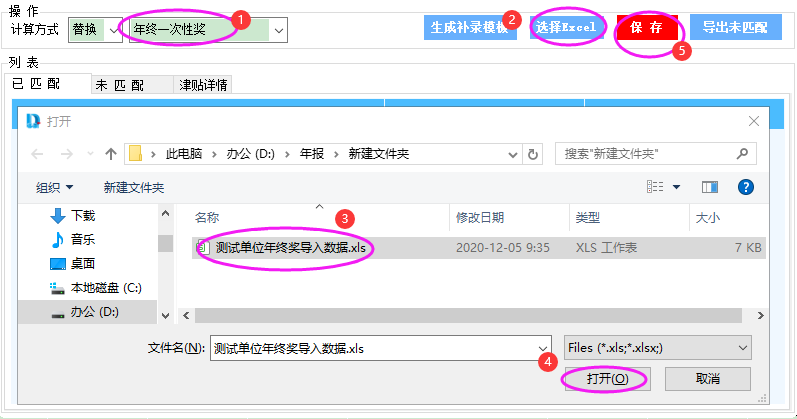 操 作
计算方式 替换 年终一次性奖 1 生成补录模板 2 选择Excel 保 存 5 导出未匹配
列 表
已 匹 配 未 匹 配 津贴详情
打开
此电脑 办公 (D:) 年报 新建文件夹 搜索"新建文件夹"
组织 新建文件夹 ?
名称 修改日期 类型 大小
下载
3
音乐 测试单位年终奖导入数据.xls 2020-12-05 9:35 XLS 工作表 7 KB
桌面
本地磁盘 (C:)
办公 (D:)
文件名(N): 测试单位年终奖导入数据.xls Files (*.xls;*.xlsx;)
4 打开(O) 取消